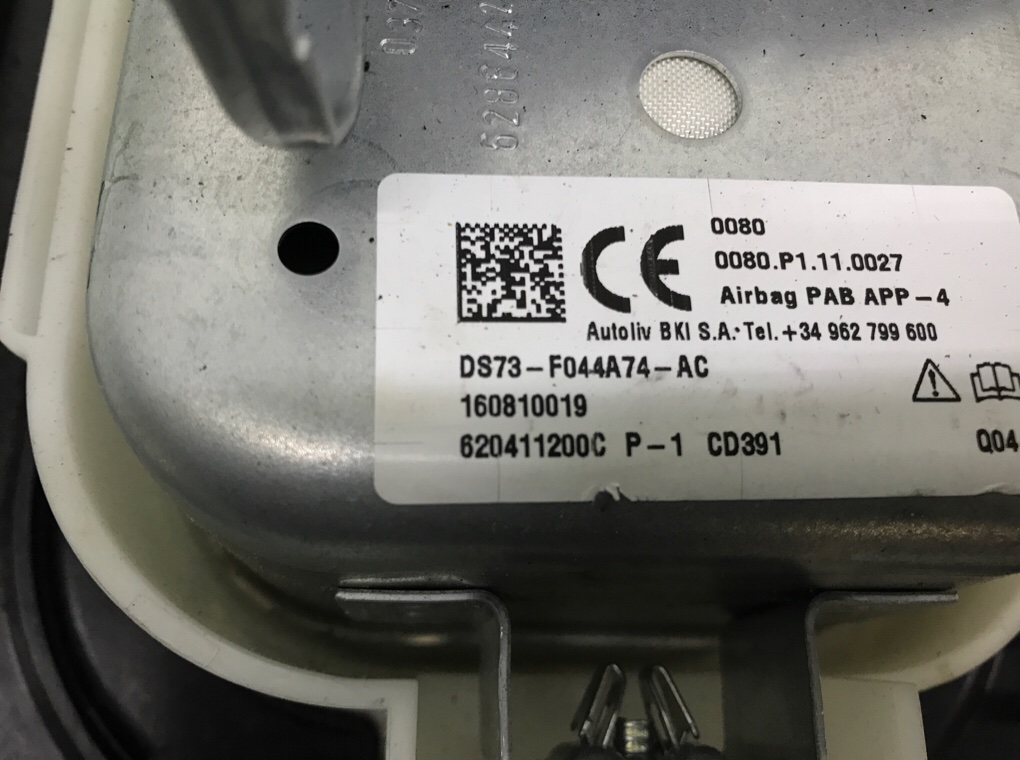 0080
0080.P1.11.0027
Airbag PAB APP-4
Autoliv BKI S.A. Tel.+34 962 799 600
DS73-F044A74-AC
160810019
620411200C P-1 CD391
Q04